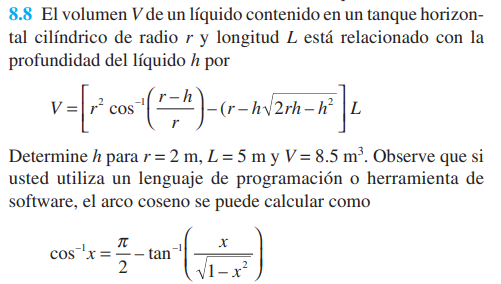 8.8 El volumen V de un líquido contenido en un tanque horizon-
tal cilíndrico de radio r y longitud L está relacionado con la
profundidad del líquido h por
V = [ r² cos⁻¹( (r – h)/r ) – (r – h√(2rh – h²) ] L
Determine h para r = 2 m, L = 5 m y V = 8.5 m³. Observe que si
usted utiliza un lenguaje de programación o herramienta de
software, el arco coseno se puede calcular como
cos⁻¹x = π/2 – tan⁻¹( x/√(1 – x²) )